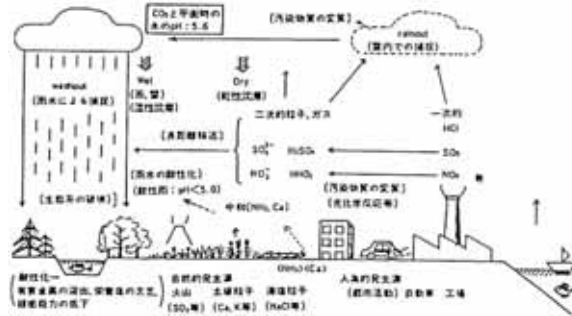 CO₂と平衡時の
水のpH：5.6
(汚染物質の変質)
rainout
(雲内での捕捉)
washout
(雨水による捕捉)
Wet
(雨,雪)
(湿性沈着)
Dry
(乾性沈着)
二次的粒子,ガス
一次的
HCl
(長距離輸送)
SO₄²⁻ H₂SO₄
SO₂
(雨水の酸性化)
NO₃⁻ HNO₃
NOₓ 等
(酸性雨：pH<5.0)
(汚染物質の変質)
(光化学反応等)
(生態系の破壊)
中和(NH₃,Ca)
(NH₃)(Ca)
酸性化一
有害金属の溶出、栄養塩の
の低下
自然的発生源
火山 土壌粒子 海塩粒子
(SO₂等) (Ca,K等) (NaCl等)
人為的発生源
(都市活動) 自動車 工場